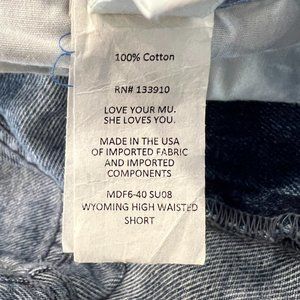 100% Cotton
RN# 133910
LOVE YOUR MU.
SHE LOVES YOU.
MADE IN THE USA
OF IMPORTED FABRIC
AND IMPORTED
COMPONENTS
MDF6-40 SU08
WYOMING HIGH WAISTED
SHORT